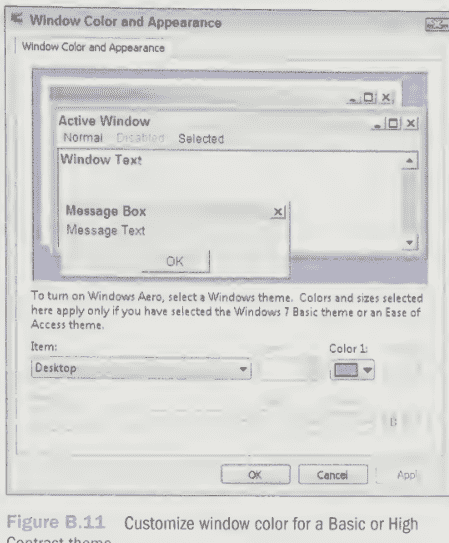 Window Color and Appearance
Window Color and Appearance
Active Window
Normal Disabled Selected
Window Text
Message Box
Message Text
OK
To turn on Windows Aero, select a Windows theme. Colors and sizes selected
here apply only if you have selected the Windows 7 Basic theme or an Ease of
Access theme.
Item:
Color 1:
Desktop
B
OK
Cancel
Figure B.11 Customize window color for a Basic or High